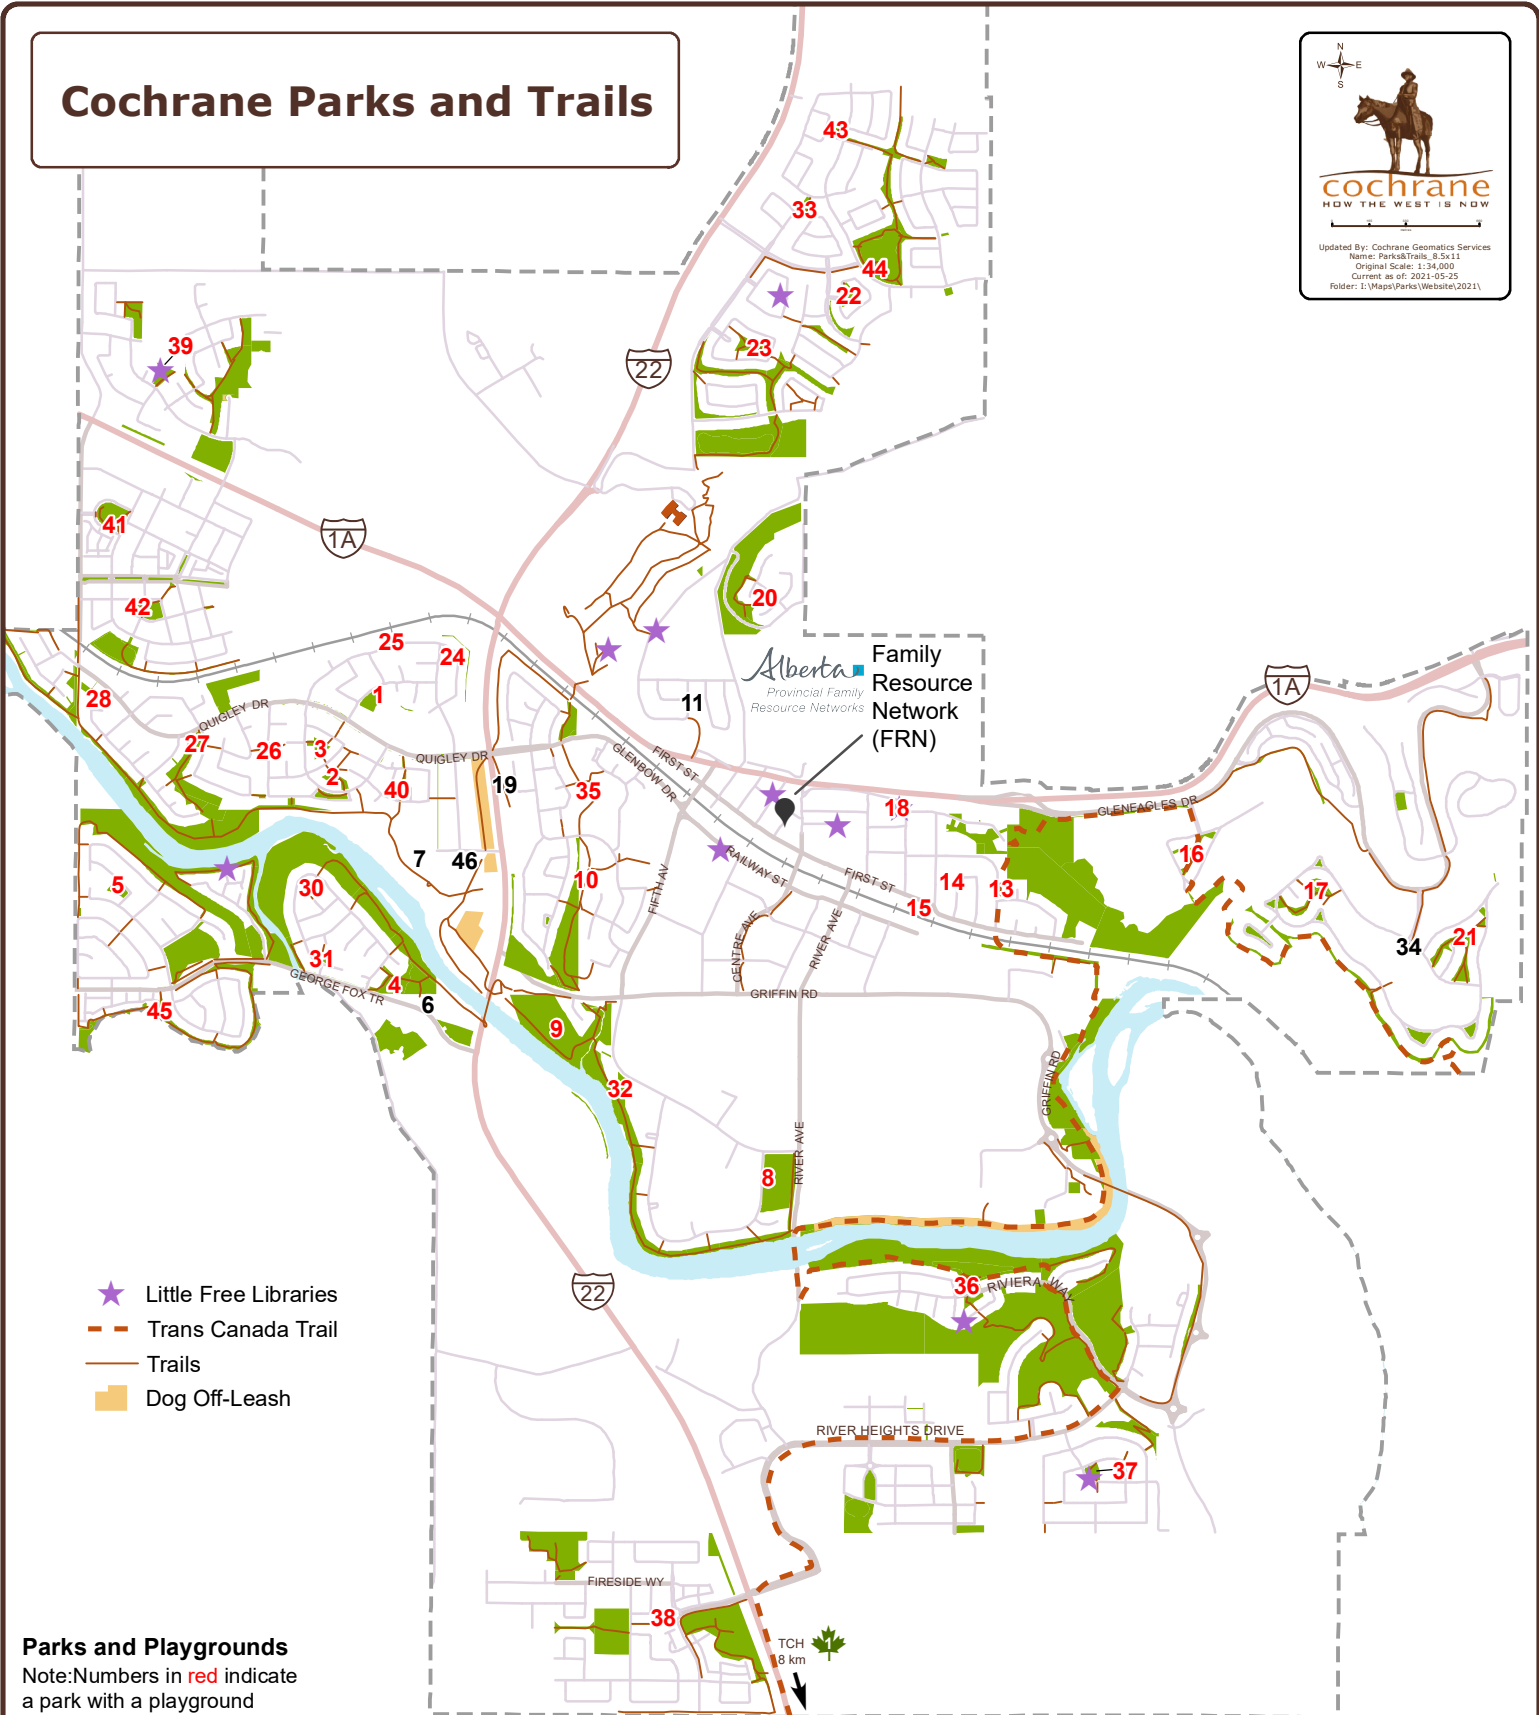 Cochrane Parks and Trails
N
W E
S
cochrane
HOW THE WEST IS NOW
Updated By: Cochrane Geomatics Services
Name: Parks&Trails_8.5x11
Original Scale: 1:34,000
Current as of: 2021-05-25
Folder: I:\Maps\Parks\Website\2021\
43
33
44
22
23
39
22
1A
41
42
20
25
24
28
1
QUIGLEY DR
27
26
3
2
40
QUIGLEY DR
19
35
11
Alberta
Provincial Family
Resource Networks
Family
Resource
Network
(FRN)
FIRST ST
GLENBOW DR
1A
GLENEAGLES DR
18
7
46
10
5
30
31
4
6
45
GEORGE FOX TR
FIFTH AV
RAILWAY ST
FIRST ST
CENTRE AVE
RIVER AVE
14
13
15
16
17
34
21
GRIFFIN RD
9
32
GRIFFIN RD
8
RIVER AVE
36
RIVIERA WAY
22
Little Free Libraries
Trans Canada Trail
Trails
Dog Off-Leash
RIVER HEIGHTS DRIVE
37
FIRESIDE WY
38
TCH
8 km
1
Parks and Playgrounds
Note:Numbers in red indicate
a park with a playground